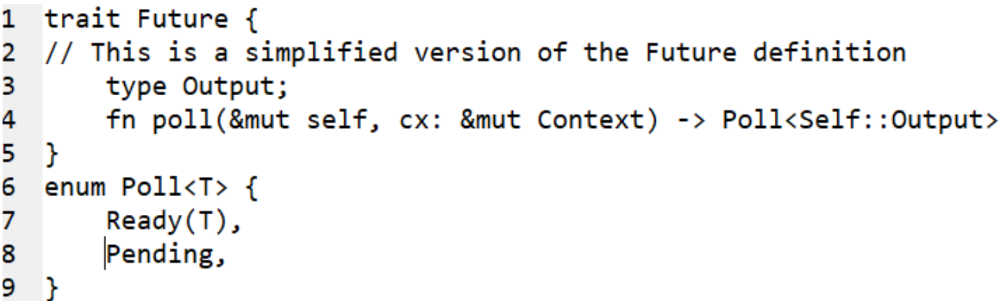 1 trait Future {
2 // This is a simplified version of the Future definition
3     type Output;
4     fn poll(&mut self, cx: &mut Context) -> Poll<Self::Output>
5 }
6 enum Poll<T> {
7     Ready(T),
8     Pending,
9 }